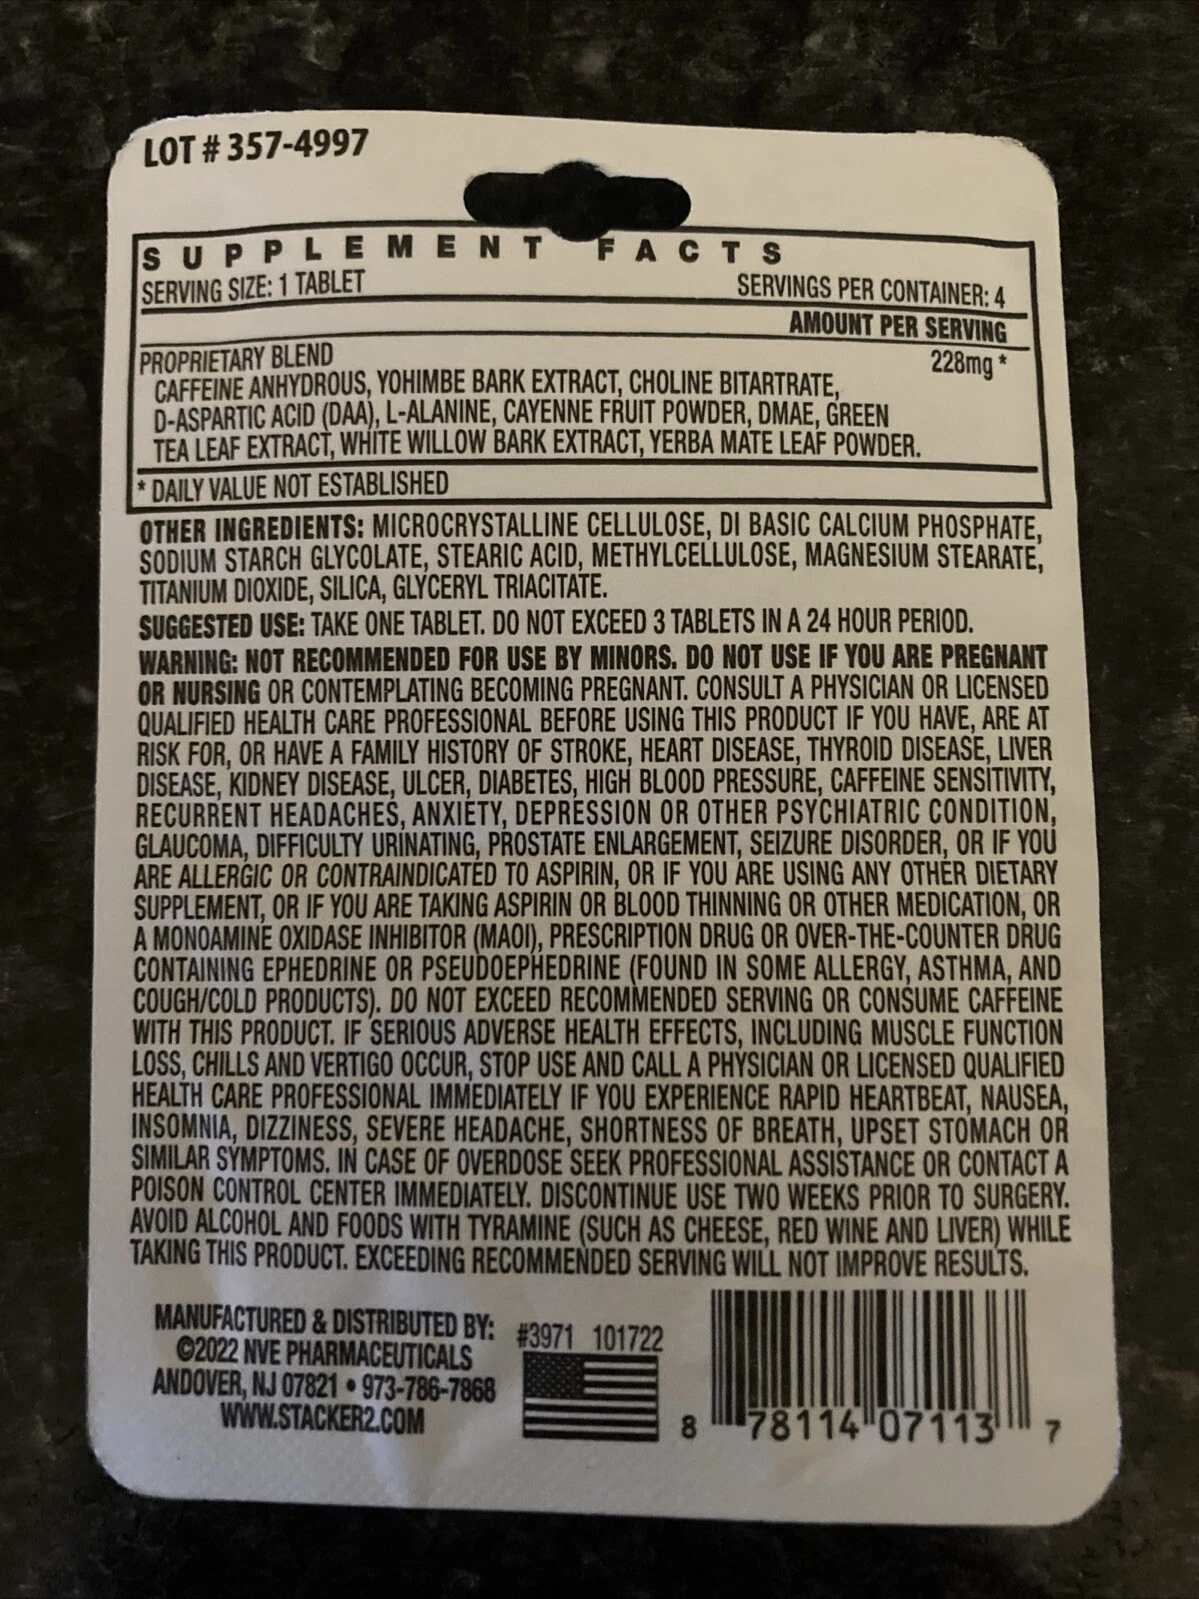 LOT # 357-4997
SUPPLEMENT FACTS
SERVING SIZE: 1 TABLET SERVINGS PER CONTAINER: 4
AMOUNT PER SERVING
PROPRIETARY BLEND 228mg *
CAFFEINE ANHYDROUS, YOHIMBE BARK EXTRACT, CHOLINE BITARTRATE,
D-ASPARTIC ACID (DAA), L-ALANINE, CAYENNE FRUIT POWDER, DMAE, GREEN
TEA LEAF EXTRACT, WHITE WILLOW BARK EXTRACT, YERBA MATE LEAF POWDER.
* DAILY VALUE NOT ESTABLISHED
OTHER INGREDIENTS: MICROCRYSTALLINE CELLULOSE, DI BASIC CALCIUM PHOSPHATE,
SODIUM STARCH GLYCOLATE, STEARIC ACID, METHYLCELLULOSE, MAGNESIUM STEARATE,
TITANIUM DIOXIDE, SILICA, GLYCERYL TRIACITATE.
SUGGESTED USE: TAKE ONE TABLET. DO NOT EXCEED 3 TABLETS IN A 24 HOUR PERIOD.
WARNING: NOT RECOMMENDED FOR USE BY MINORS. DO NOT USE IF YOU ARE PREGNANT
OR NURSING OR CONTEMPLATING BECOMING PREGNANT. CONSULT A PHYSICIAN OR LICENSED
QUALIFIED HEALTH CARE PROFESSIONAL BEFORE USING THIS PRODUCT IF YOU HAVE, ARE AT
RISK FOR, OR HAVE A FAMILY HISTORY OF STROKE, HEART DISEASE, THYROID DISEASE, LIVER
DISEASE, KIDNEY DISEASE, ULCER, DIABETES, HIGH BLOOD PRESSURE, CAFFEINE SENSITIVITY,
RECURRENT HEADACHES, ANXIETY, DEPRESSION OR OTHER PSYCHIATRIC CONDITION,
GLAUCOMA, DIFFICULTY URINATING, PROSTATE ENLARGEMENT, SEIZURE DISORDER, OR IF YOU
ARE ALLERGIC OR CONTRAINDICATED TO ASPIRIN, OR IF YOU ARE USING ANY OTHER DIETARY
SUPPLEMENT, OR IF YOU ARE TAKING ASPIRIN OR BLOOD THINNING OR OTHER MEDICATION, OR
A MONOAMINE OXIDASE INHIBITOR (MAOI), PRESCRIPTION DRUG OR OVER-THE-COUNTER DRUG
CONTAINING EPHEDRINE OR PSEUDOEPHEDRINE (FOUND IN SOME ALLERGY, ASTHMA, AND
COUGH/COLD PRODUCTS). DO NOT EXCEED RECOMMENDED SERVING OR CONSUME CAFFEINE
WITH THIS PRODUCT. IF SERIOUS ADVERSE HEALTH EFFECTS, INCLUDING MUSCLE FUNCTION
LOSS, CHILLS AND VERTIGO OCCUR, STOP USE AND CALL A PHYSICIAN OR LICENSED QUALIFIED
HEALTH CARE PROFESSIONAL IMMEDIATELY IF YOU EXPERIENCE RAPID HEARTBEAT, NAUSEA,
INSOMNIA, DIZZINESS, SEVERE HEADACHE, SHORTNESS OF BREATH, UPSET STOMACH OR
SIMILAR SYMPTOMS. IN CASE OF OVERDOSE SEEK PROFESSIONAL ASSISTANCE OR CONTACT A
POISON CONTROL CENTER IMMEDIATELY. DISCONTINUE USE TWO WEEKS PRIOR TO SURGERY.
AVOID ALCOHOL AND FOODS WITH TYRAMINE (SUCH AS CHEESE, RED WINE AND LIVER) WHILE
TAKING THIS PRODUCT. EXCEEDING RECOMMENDED SERVING WILL NOT IMPROVE RESULTS.
MANUFACTURED & DISTRIBUTED BY:
©2022 NVE PHARMACEUTICALS
ANDOVER, NJ 07821 • 973-786-7868
WWW.STACKER2.COM
#3971 101722
8 78114 07113 7